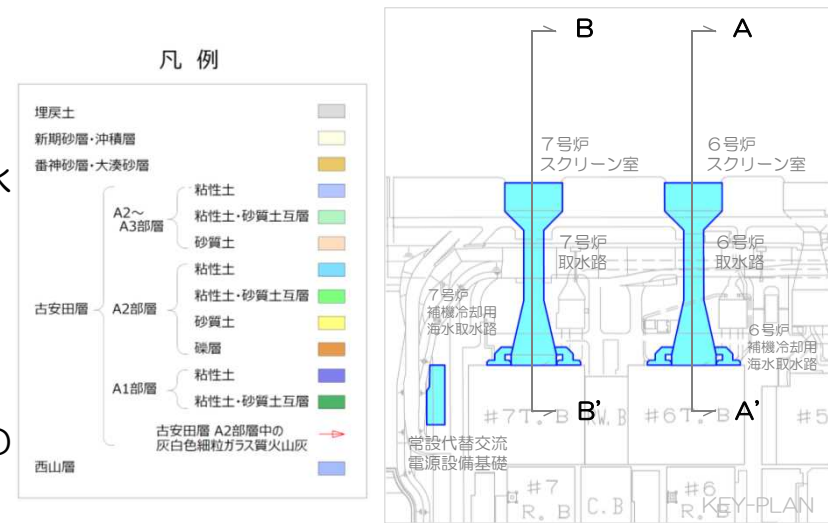 凡 例
埋戻土
新期砂層・沖積層
番神砂層・大湊砂層
古安田層
A2～
A3部層
粘性土
粘性土・砂質土互層
砂質土
A2部層
粘性土
粘性土・砂質土互層
砂質土
礫層
A1部層
粘性土
粘性土・砂質土互層
古安田層 A2部層中の
灰白色細粒ガラス質火山灰
西山層
B
A
7号炉
スクリーン室
6号炉
スクリーン室
7号炉
取水路
6号炉
取水路
7号炉
補機冷却用
海水取水路
6号炉
補機冷却用
海水取水路
#7T. B
B'
RW. B
#6T. B
A'
#5
常設代替交流
電源設備基礎
#7
R. B
C. B
#6
R. B
KEY-PLAN